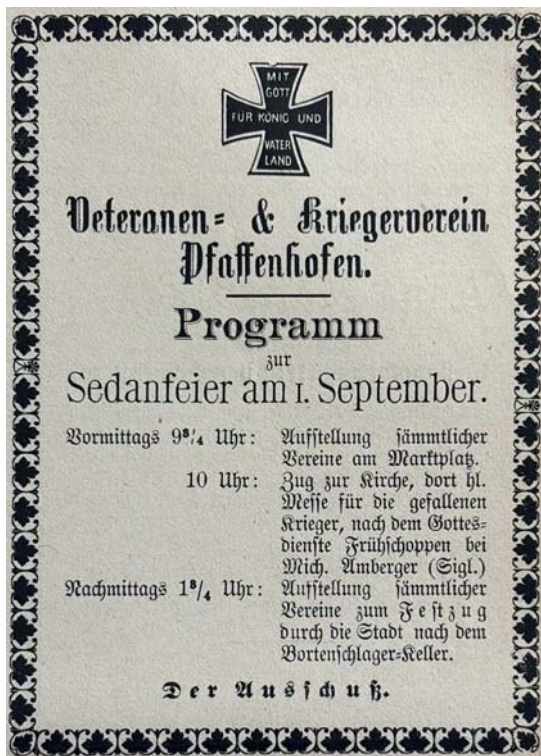 MIT
GOTT
FÜR KÖNIG UND
VATER
LAND
Veteranen= & Kriegerverein
Pfaffenhofen.
Programm
zur
Sedanfeier am 1. September.
Vormittags 9³/₄ Uhr: Aufstellung sämmtlicher
Vereine am Marktplatz.
10 Uhr: Zug zur Kirche, dort hl.
Messe für die gefallenen
Krieger, nach dem Gottes=
dienste Frühschoppen bei
Mich. Amberger (Sigl.)
Nachmittags 1³/₄ Uhr: Aufstellung sämmtlicher
Vereine zum Festzug
durch die Stadt nach dem
Bortenschlager=Keller.
Der Ausschuß.